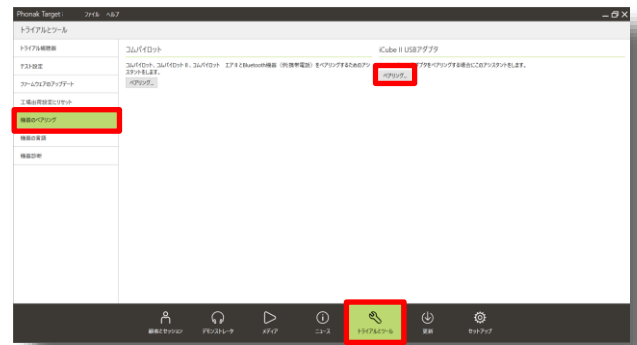 Phonak Target ファイル ヘルプ
トライアルとツール
トライアル補聴器
テスト設定
ファームウエアのアップデート
工場出荷設定にリセット
機器のペアリング
機器の言語
機器診断
コムパイロット
コムパイロット、コムパイロット II、コムパイロット エア II とBluetooth機器 (例:携帯電話) をペアリングするためのアシスタントをします。
ペアリング...
iCube II USBアダプタ
アダプタをペアリングする場合にこのアシスタントをします。
ペアリング...
顧客とセッション
デモンストレータ
メディア
ニュース
トライアルとツール
更新
セットアップ